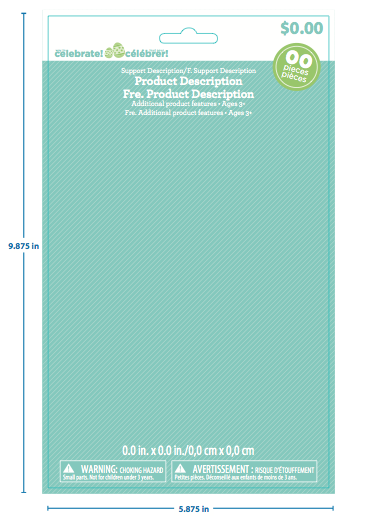 $0.00
celebrate! célébrer!
00
pieces
pièces
Support Description/F. Support Description
Product Description
Fre. Product Description
Additional product features • Ages 3+
Fre. Additional product features • Ages 3+
9.875 in
0.0 in. x 0.0 in./0,0 cm x 0,0 cm
WARNING: CHOKING HAZARD
Small parts. Not for children under 3 years.
AVERTISSEMENT : RISQUE D'ÉTOUFFEMENT
Petites pièces. Déconseillé aux enfants de moins de 3 ans.
5.875 in